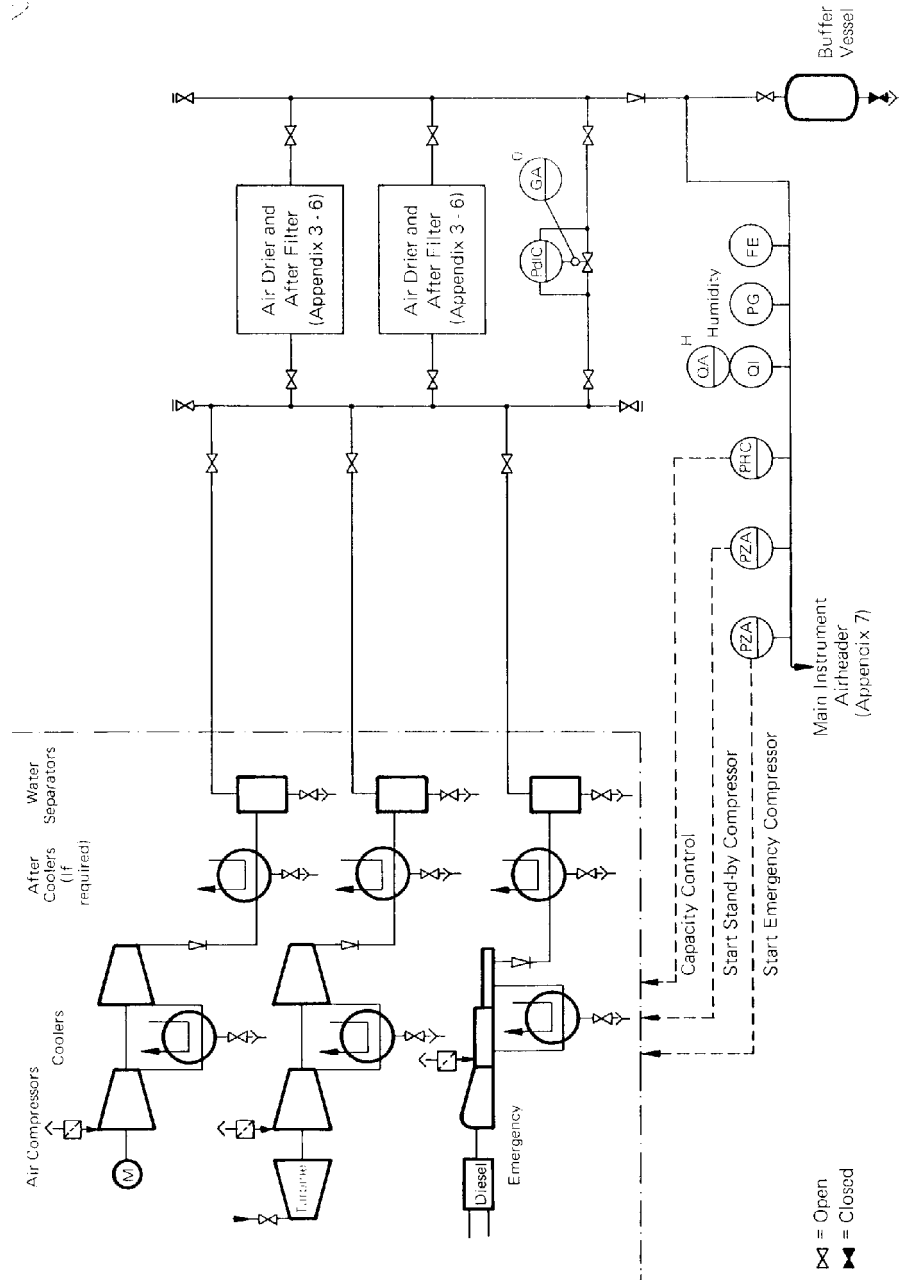 Air Compressors
Coolers
After
Coolers
(If
required)
Water
Separators
M
Turbine
Diesel
Emergency
Air Drier and
After Filter
(Appendix 3 - 6)
Air Drier and
After Filter
(Appendix 3 - 6)
PdIC
GA
O
Buffer
Vessel
Capacity Control
Start Stand-by Compressor
Start Emergency Compressor
PZA
PZA
PRC
QA
H
QI
Humidity
PG
FE
Main Instrument
Airheader
(Appendix 7)
= Open
= Closed